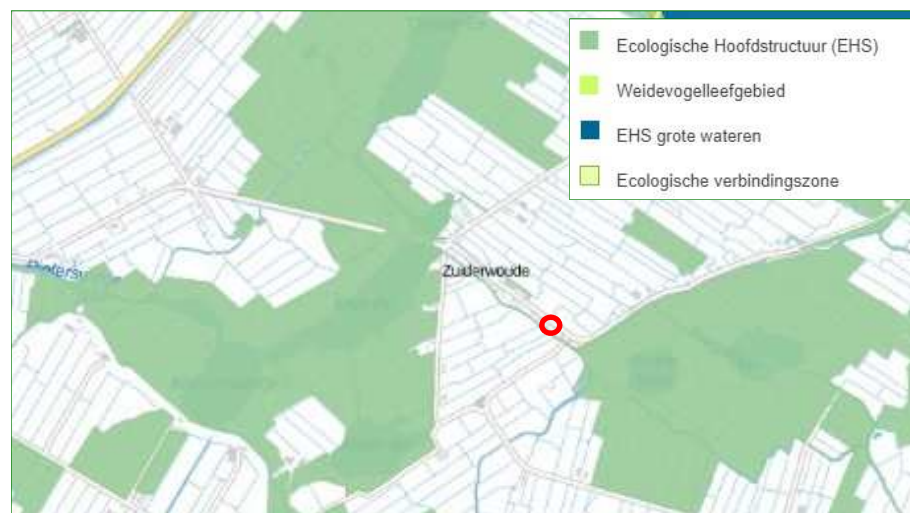 Ecologische Hoofdstructuur (EHS)
Weidevogelleefgebied
EHS grote wateren
Ecologische verbindingszone
Zuiderwoude